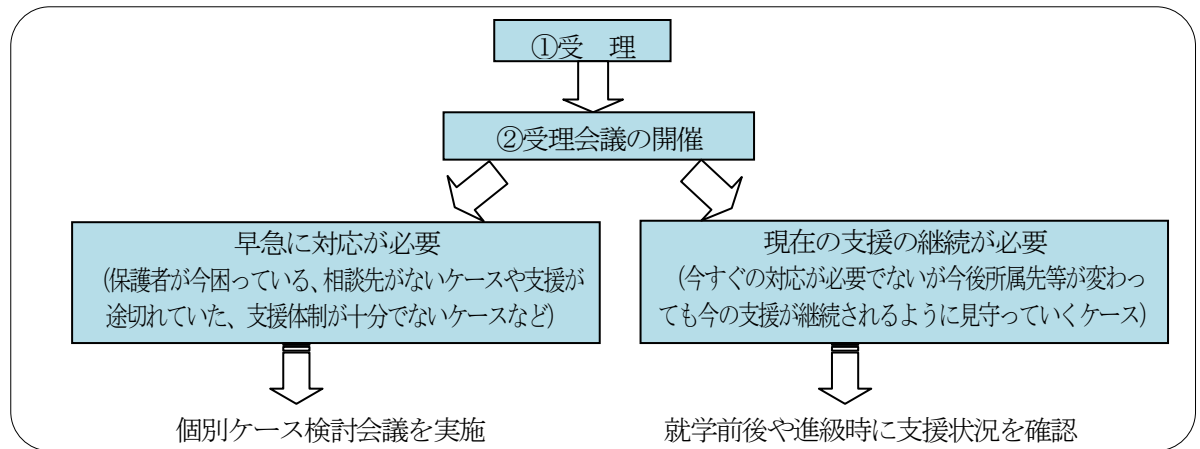 ①受　理
②受理会議の開催
早急に対応が必要
(保護者が今困っている、相談先がないケースや支援が
途切れていた、支援体制が十分でないケースなど)
現在の支援の継続が必要
(今すぐの対応が必要でないが今後所属先等が変わっ
ても今の支援が継続されるように見守っていくケース)
個別ケース検討会議を実施
就学前後や進級時に支援状況を確認